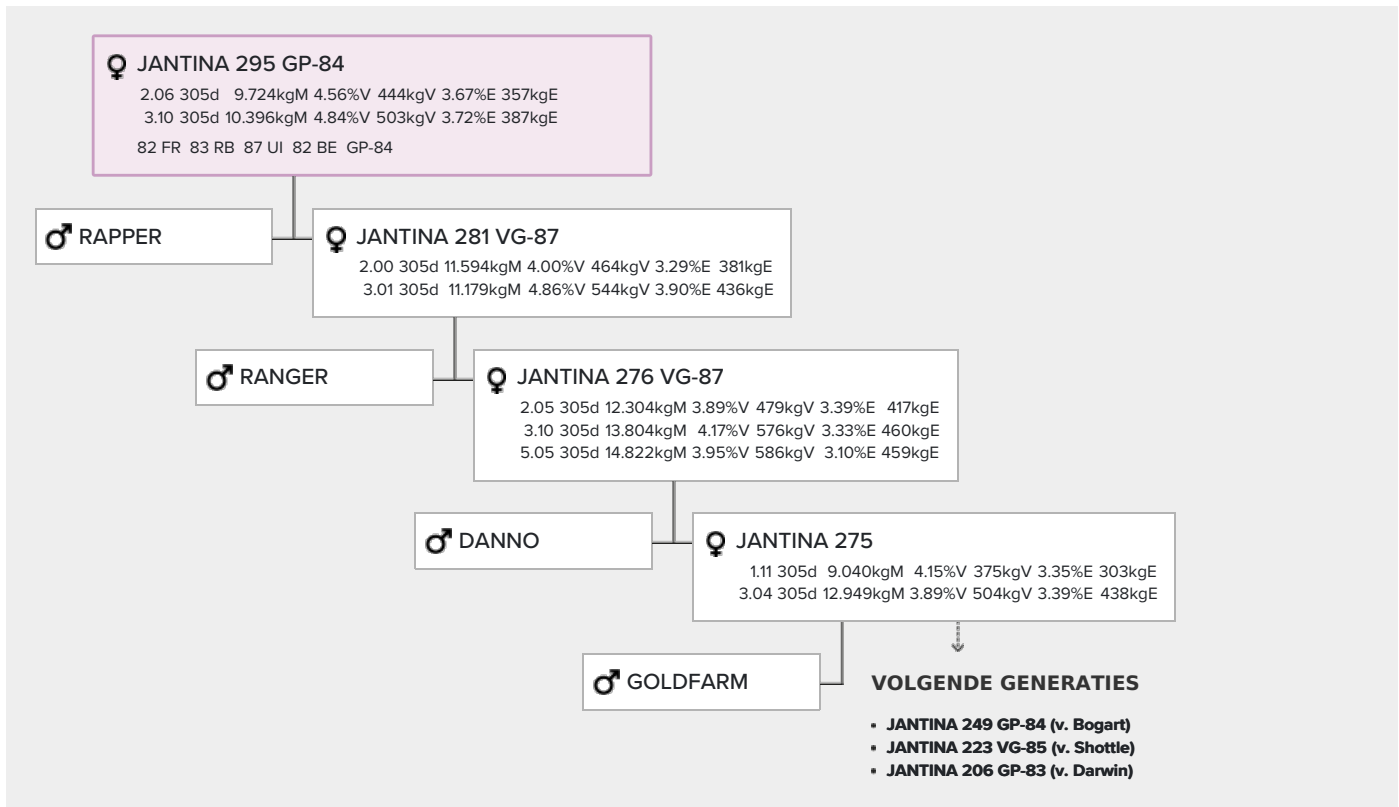 JANTINA 295 GP-84
2.06 305d 9.724kgM 4.56%V 444kgV 3.67%E 357kgE
3.10 305d 10.396kgM 4.84%V 503kgV 3.72%E 387kgE
82 FR 83 RB 87 UI 82 BE GP-84
RAPPER
JANTINA 281 VG-87
2.00 305d 11.594kgM 4.00%V 464kgV 3.29%E 381kgE
3.01 305d 11.179kgM 4.86%V 544kgV 3.90%E 436kgE
RANGER
JANTINA 276 VG-87
2.05 305d 12.304kgM 3.89%V 479kgV 3.39%E 417kgE
3.10 305d 13.804kgM 4.17%V 576kgV 3.33%E 460kgE
5.05 305d 14.822kgM 3.95%V 586kgV 3.10%E 459kgE
DANNO
JANTINA 275
1.11 305d 9.040kgM 4.15%V 375kgV 3.35%E 303kgE
3.04 305d 12.949kgM 3.89%V 504kgV 3.39%E 438kgE
GOLDFARM
VOLGENDE GENERATIES
• JANTINA 249 GP-84 (v. Bogart)
• JANTINA 223 VG-85 (v. Shottle)
• JANTINA 206 GP-83 (v. Darwin)